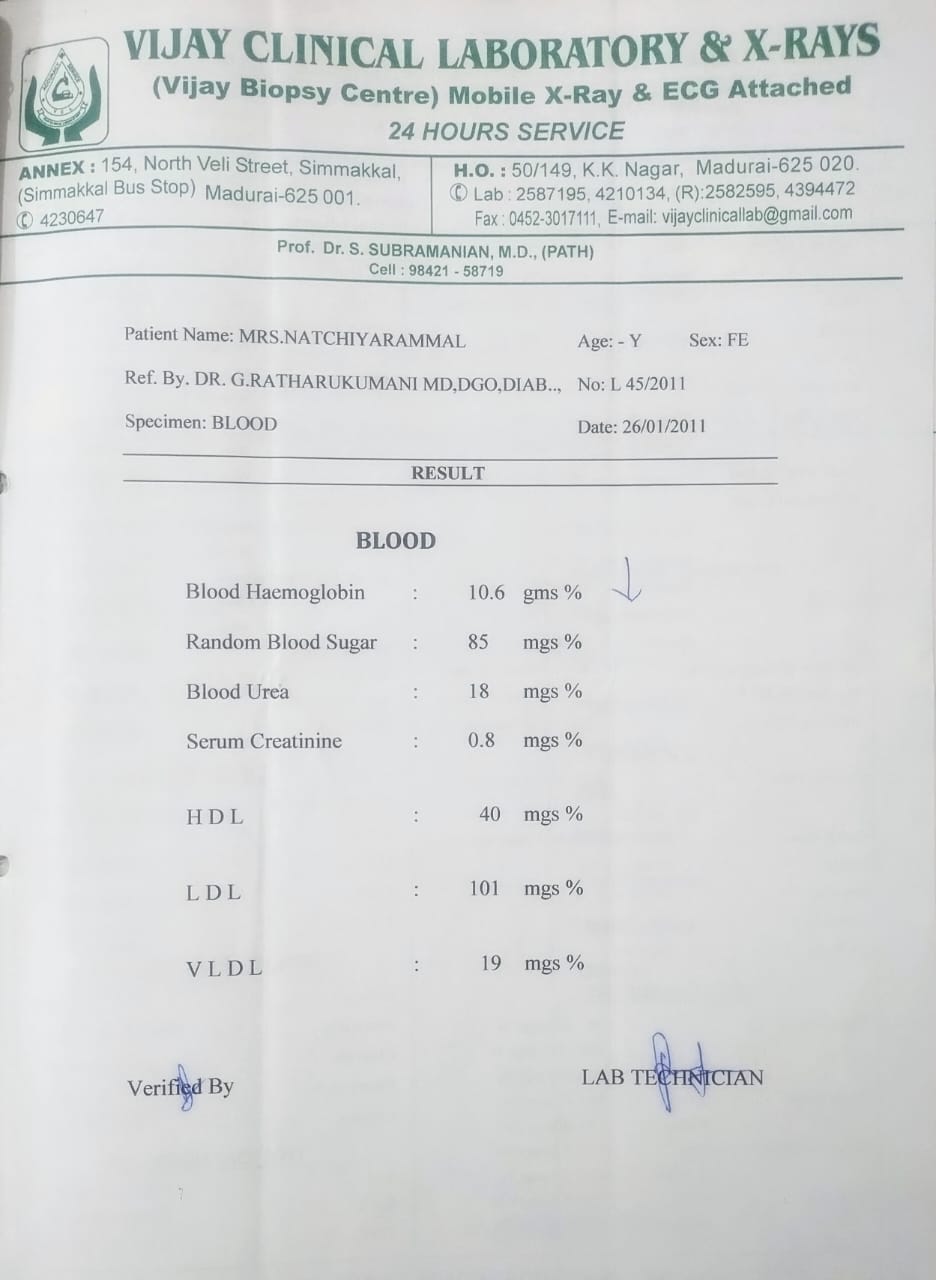 VIJAY CLINICAL LABORATORY & X-RAYS
(Vijay Biopsy Centre) Mobile X-Ray & ECG Attached
24 HOURS SERVICE
ANNEX : 154, North Veli Street, Simmakkal,
(Simmakkal Bus Stop) Madurai-625 001.
✆ 4230647
H.O. : 50/149, K.K. Nagar, Madurai-625 020.
✆ Lab : 2587195, 4210134, (R):2582595, 4394472
Fax : 0452-3017111, E-mail: vijayclinicallab@gmail.com
Prof. Dr. S. SUBRAMANIAN, M.D., (PATH)
Cell : 98421 - 58719
Patient Name: MRS.NATCHIYARAMMAL Age: - Y Sex: FE
Ref. By. DR. G.RATHARUKUMANI MD,DGO,DIAB.., No: L 45/2011
Specimen: BLOOD Date: 26/01/2011
RESULT
BLOOD
Blood Haemoglobin : 10.6 gms % ↓
Random Blood Sugar : 85 mgs %
Blood Urea : 18 mgs %
Serum Creatinine : 0.8 mgs %
H D L : 40 mgs %
L D L : 101 mgs %
V L D L : 19 mgs %
Verified By LAB TECHNICIAN